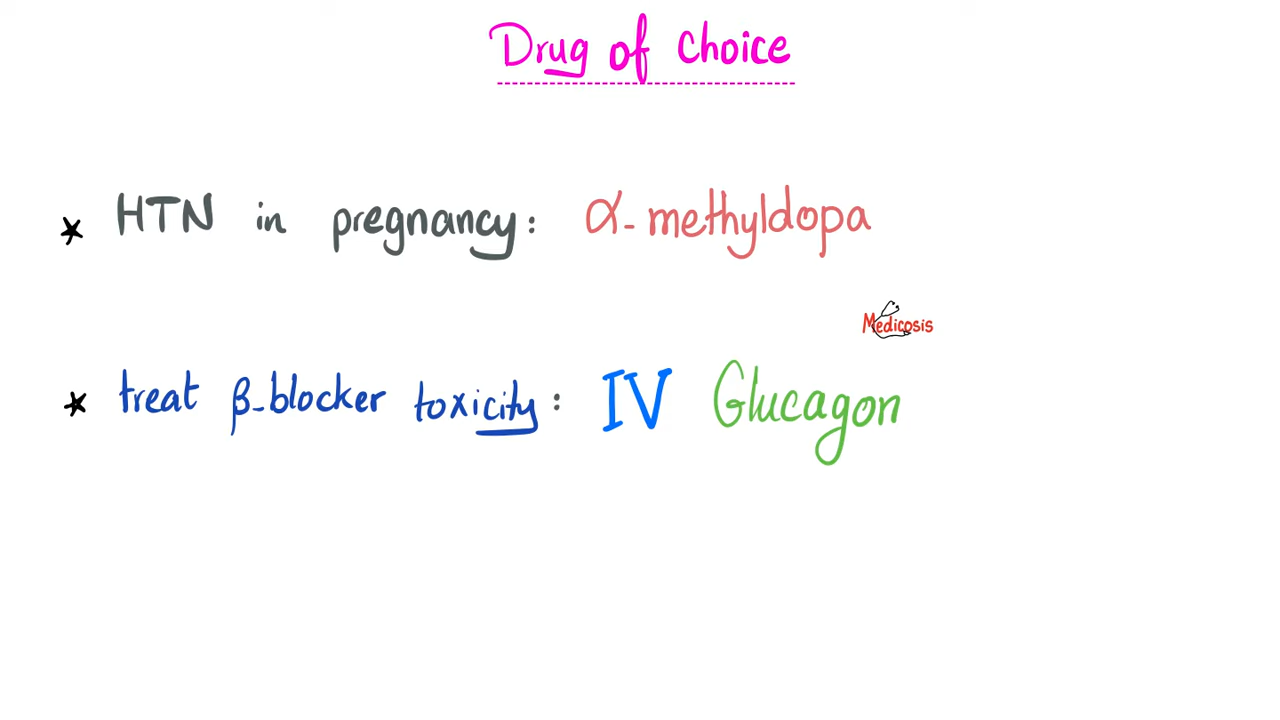 Drug of choice
* HTN in pregnancy: α-methyldopa
Medicosis
* treat β-blocker toxicity: IV Glucagon